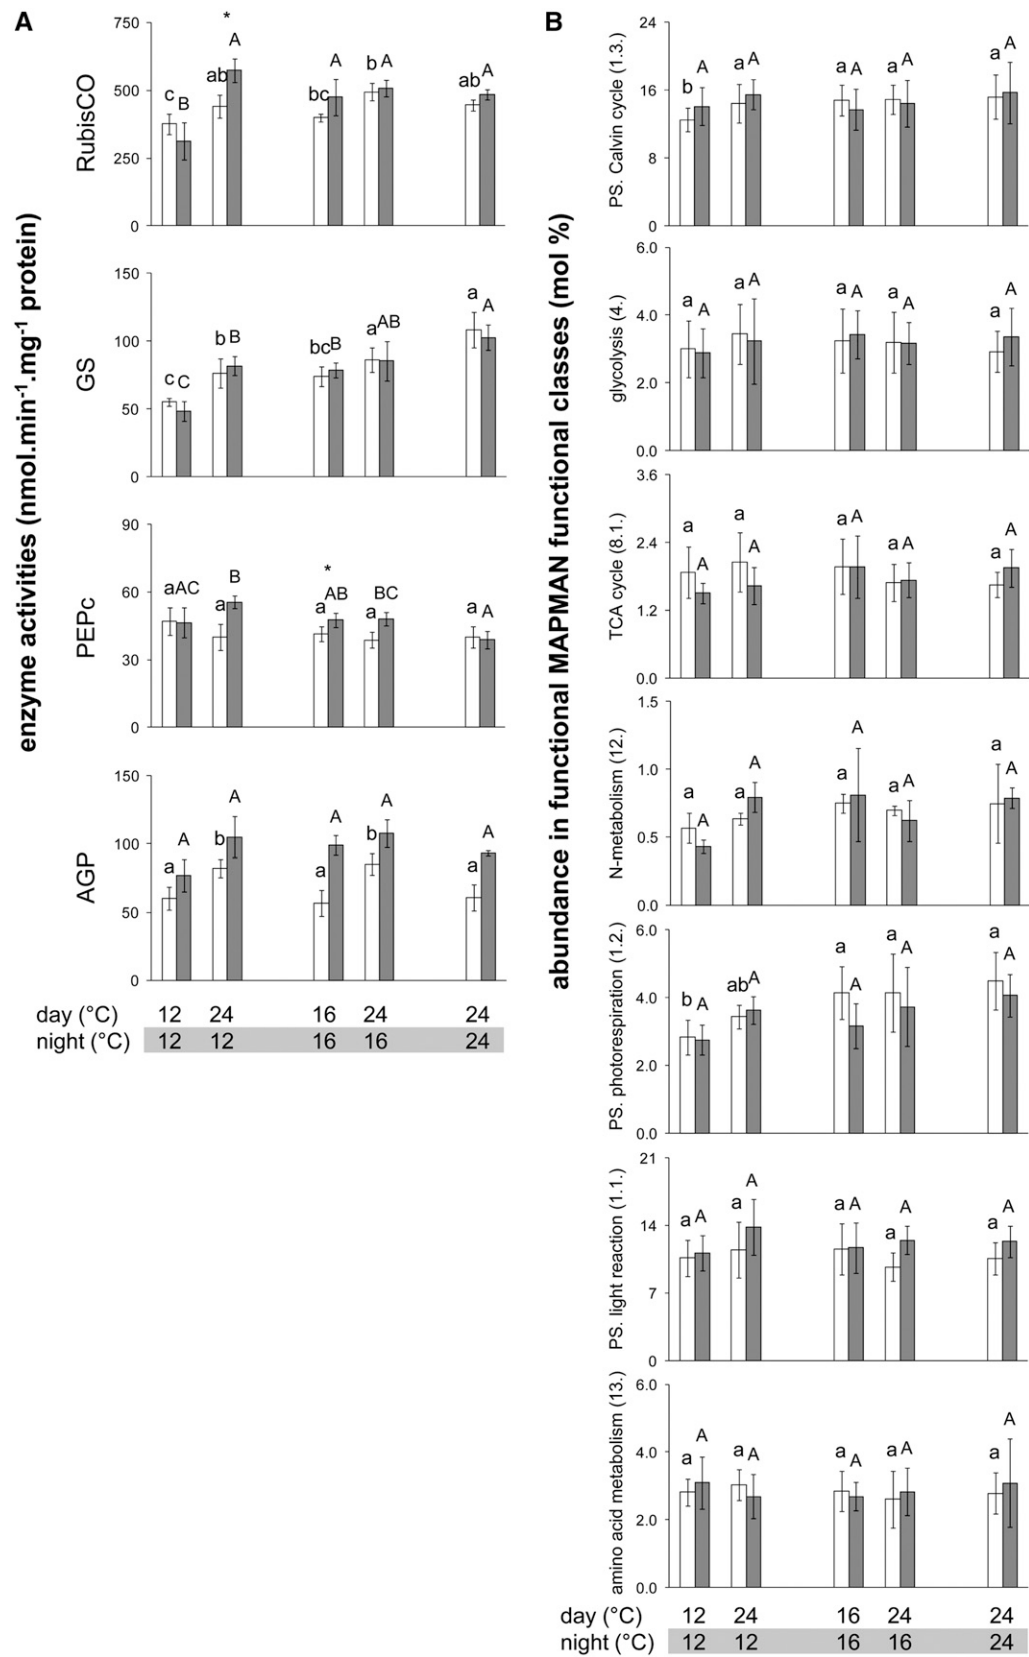 A
enzyme activities (nmol.min⁻¹.mg⁻¹ protein)
RubisCO
750
500
250
0
*
c B ab A bc A b A ab A
GS
150
100
50
0
c C b B bc B a AB a A
PEPc
90
60
30
0
*
a AC a B a AB a BC a A
AGP
150
100
50
0
a A b A a A b A a A
day (°C) 12 24 16 24 24
night (°C) 12 12 16 16 24
B
abundance in functional MAPMAN functional classes (mol %)
PS. Calvin cycle (1.3.)
24
16
8
0
b A a A a A a A a A
glycolysis (4.)
6.0
4.0
2.0
0.0
a A a A a A a A a A
TCA cycle (8.1.)
3.6
2.4
1.2
0.0
a A a A a A a A a A
N-metabolism (12.)
1.5
1.0
0.5
0.0
a A a A a A a A a A
PS. photorespiration (1.2.)
6.0
4.0
2.0
0.0
b A ab A a A a A a A
PS. light reaction (1.1.)
21
14
7
0
a A a A a A a A a A
amino acid metabolism (13.)
6.0
4.0
2.0
0.0
a A a A a A a A a A
day (°C) 12 24 16 24 24
night (°C) 12 12 16 16 24